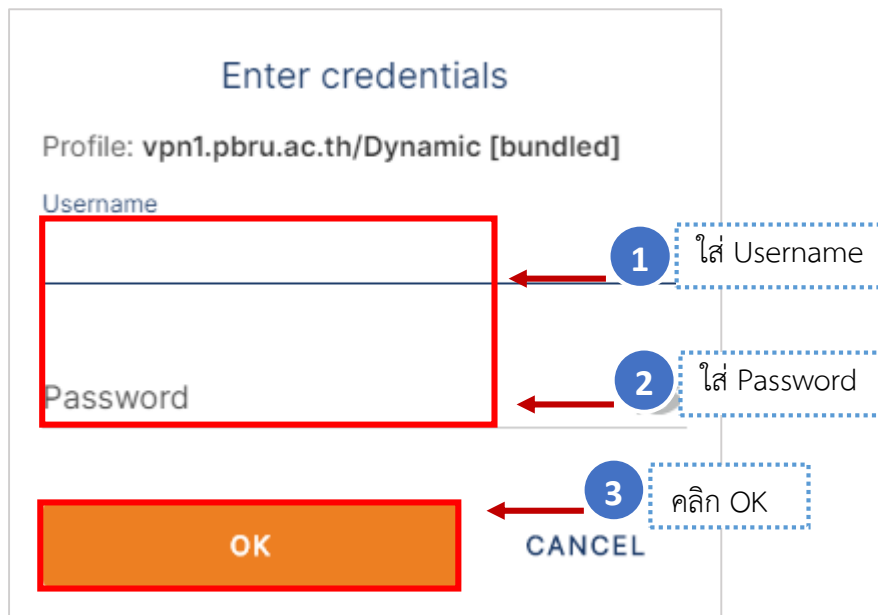 Enter credentials
Profile: vpn1.pbru.ac.th/Dynamic [bundled]
Username
1 ใส่ Username
2 ใส่ Password
Password
3 คลิก OK
OK CANCEL